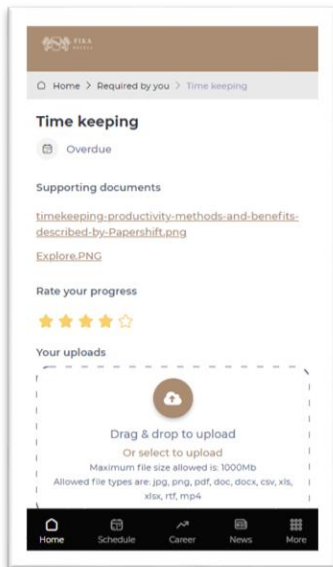 FIKA
HOTELS
Home > Required by you > Time keeping
Time keeping
Overdue
Supporting documents
timekeeping-productivity-methods-and-benefits-
described-by-Papershift.png
Explore.PNG
Rate your progress
Your uploads
Drag & drop to upload
Or select to upload
Maximum file size allowed is: 1000Mb
Allowed file types are: jpg, png, pdf, doc, docx, csv, xls,
xlsx, rtf, mp4
Home Schedule Career News More